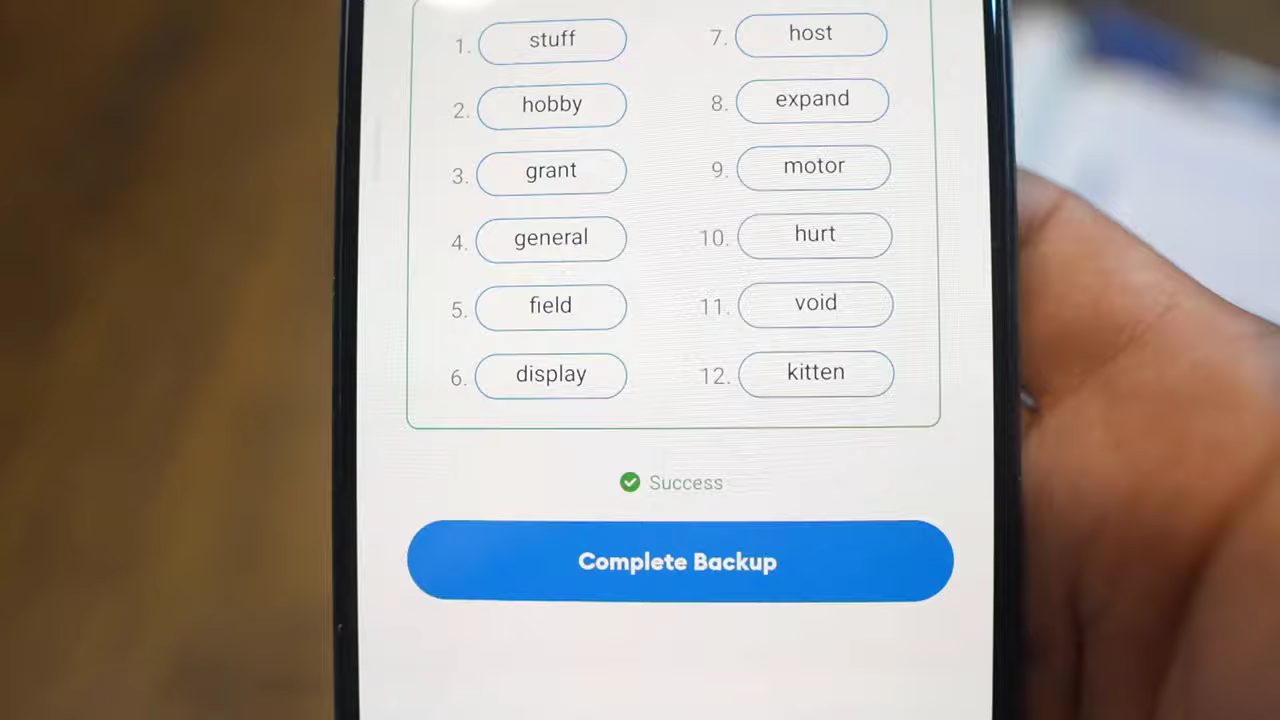 1. stuff
2. hobby
3. grant
4. general
5. field
6. display
7. host
8. expand
9. motor
10. hurt
11. void
12. kitten
Success
Complete Backup